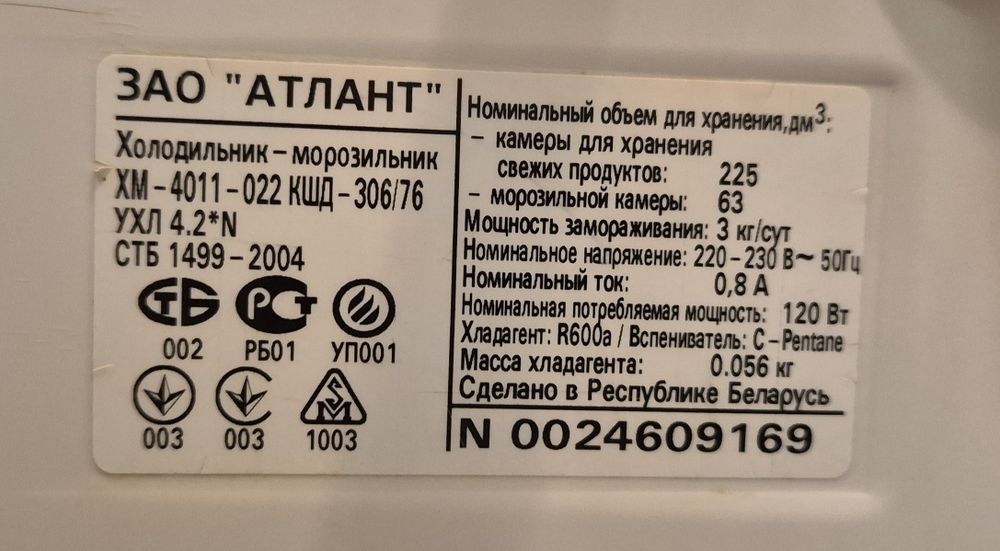 ЗАО "АТЛАНТ"
Холодильник – морозильник
ХМ – 4011 – 022 КШД – 306/76
УХЛ 4.2*N
СТБ 1499 – 2004
СТБ РСТ
002 РБ01 УП001
003 003 1003
Номинальный объем для хранения,дм³:
– камеры для хранения
свежих продуктов: 225
– морозильной камеры: 63
Мощность замораживания: 3 кг/сут
Номинальное напряжение: 220 – 230 В~ 50Гц
Номинальный ток: 0,8 А
Номинальная потребляемая мощность: 120 Вт
Хладагент: R600a / Вспениватель: C – Pentane
Масса хладагента: 0.056 кг
Сделано в Республике Беларусь
N 0024609169